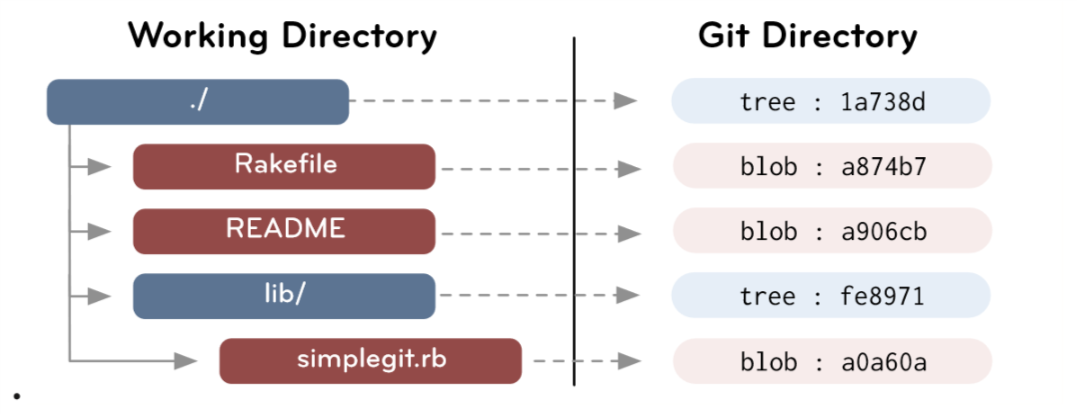 Working Directory
Git Directory
./
tree : 1a738d
Rakefile
blob : a874b7
README
blob : a906cb
lib/
tree : fe8971
simplegit.rb
blob : a0a60a